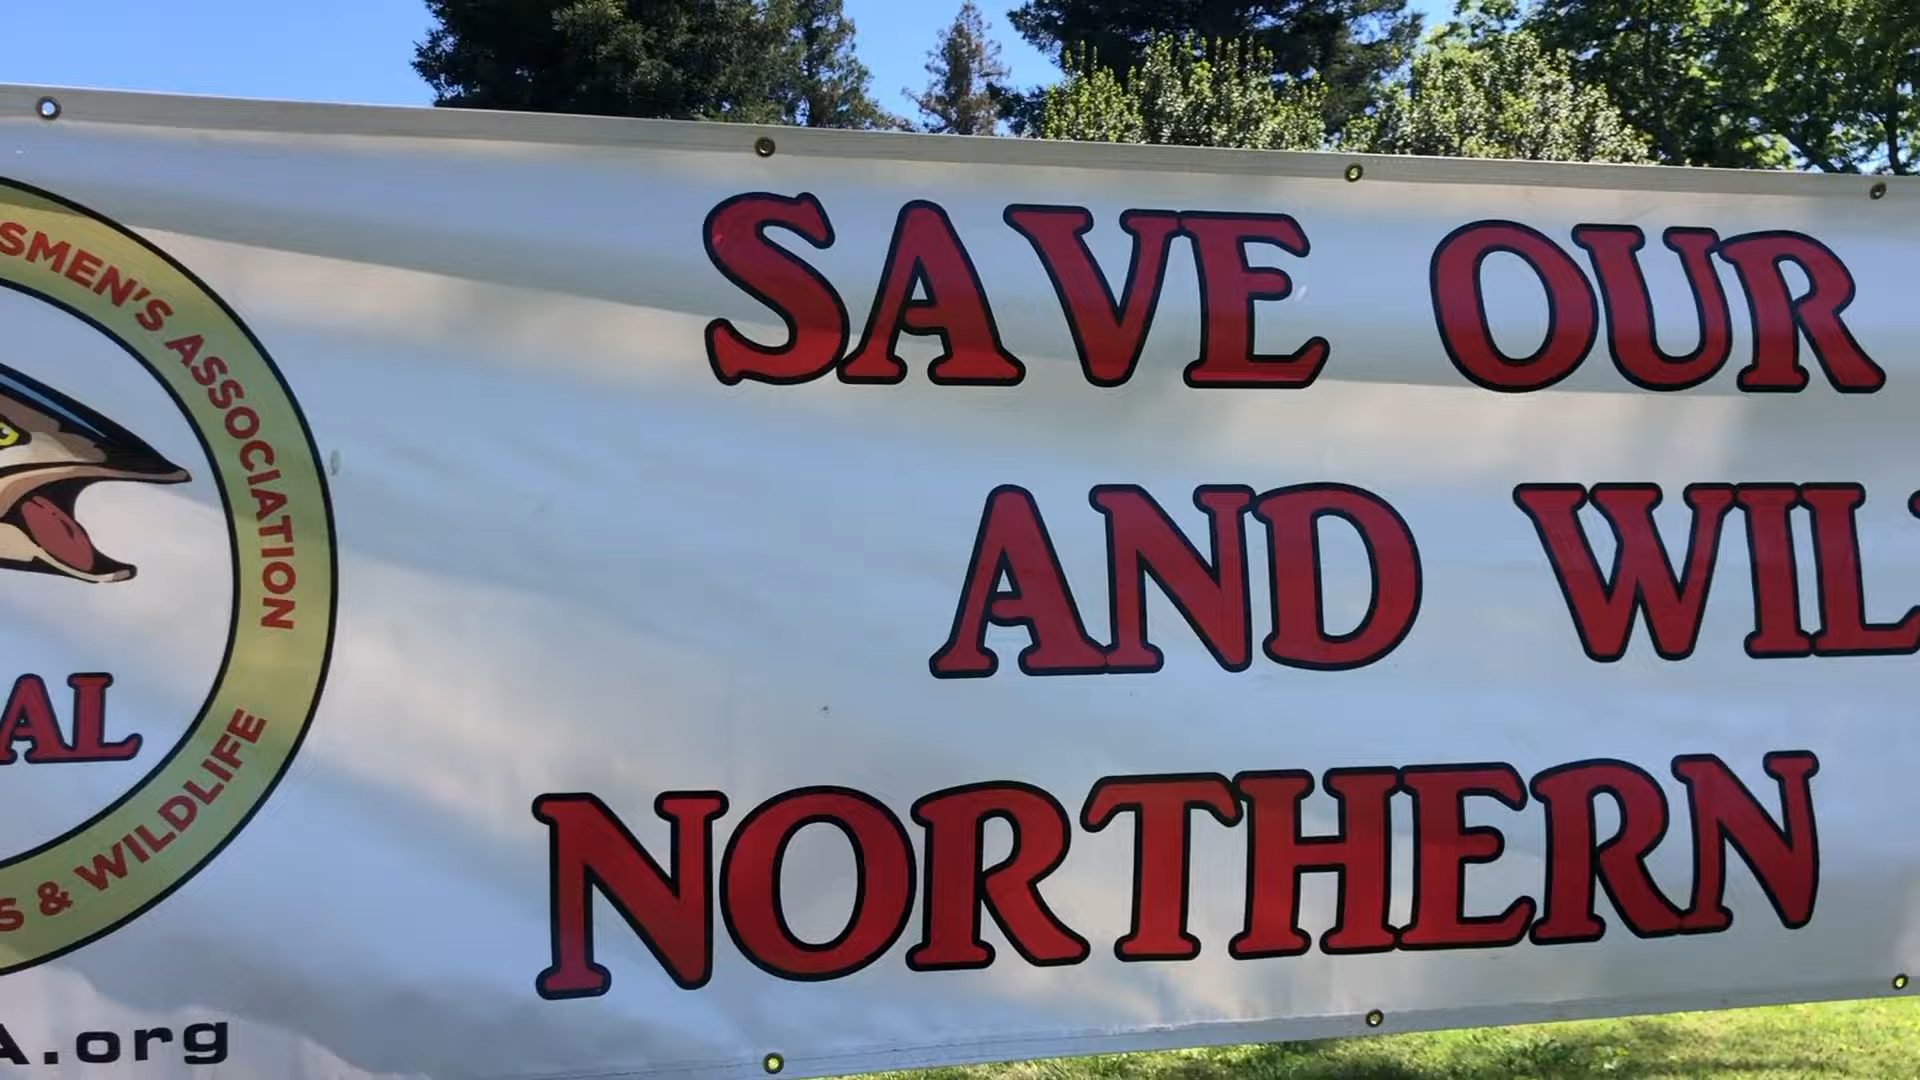 SMEN'S ASSOCIATION
AL
S & WILDLIFE
A.org
SAVE OUR
AND WIL
NORTHERN